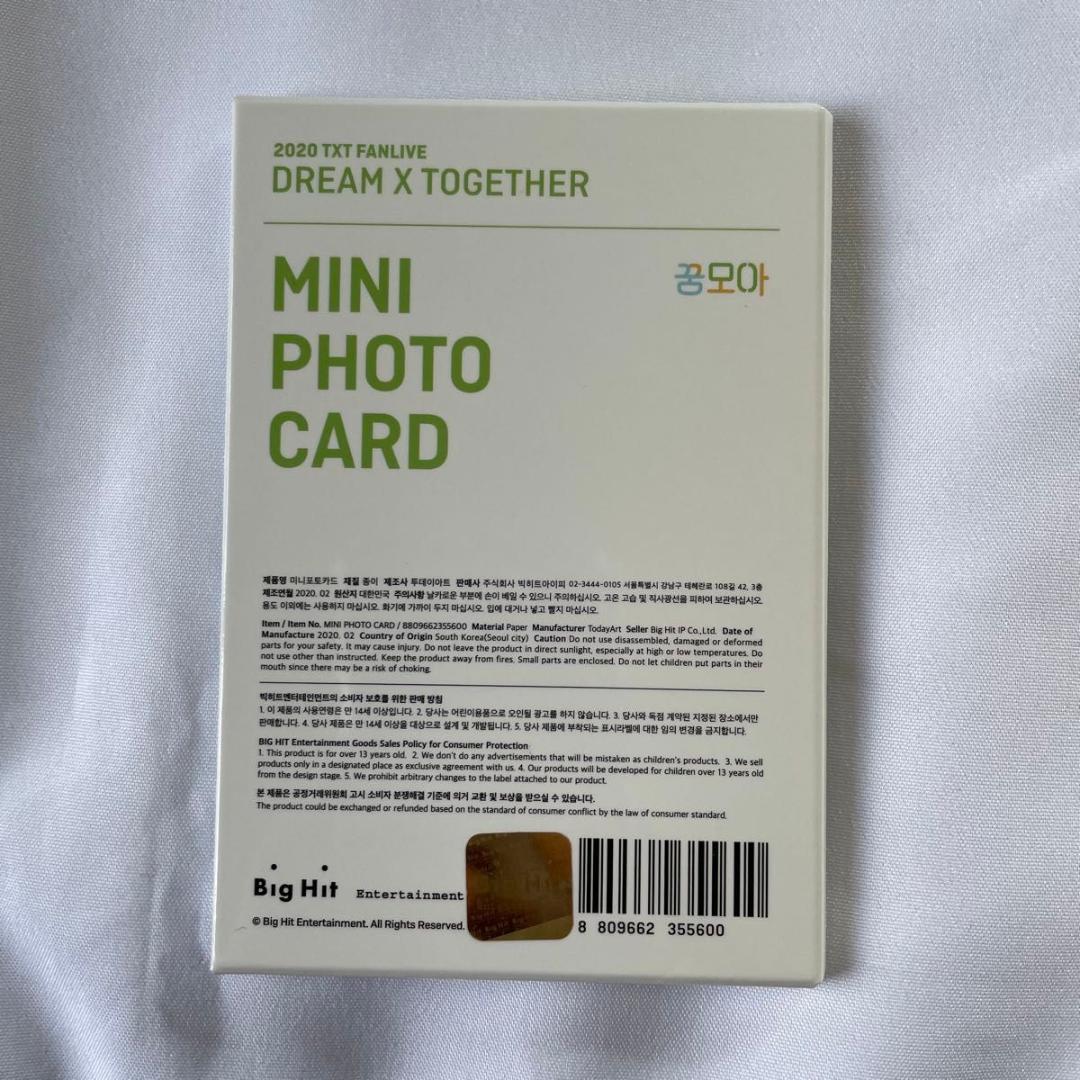 2020 TXT FANLIVE
DREAM X TOGETHER
MINI
PHOTO
CARD
꿈모아
제품명 미니포토카드 재질 종이 제조사 투데이아트 판매사 주식회사 빅히트아이피 02-3444-0105 서울특별시 강남구 테헤란로 108길 42, 3층
제조연월 2020. 02 원산지 대한민국 주의사항 날카로운 부분에 손이 베일 수 있으니 주의하십시오. 고온 고습 및 직사광선을 피하여 보관하십시오.
용도 이외에는 사용하지 마십시오. 화기에 가까이 두지 마십시오. 입에 대거나 넣고 빨지 마십시오.
Item / Item No. MINI PHOTO CARD / 8809662355600 Material Paper Manufacturer TodayArt Seller Big Hit IP Co., Ltd. Date of
Manufacture 2020. 02 Country of Origin South Korea(Seoul city) Caution Do not use disassembled, damaged or deformed
parts for your safety. It may cause injury. Do not leave the product in direct sunlight, especially at high or low temperatures. Do
not use other than instructed. Keep the product away from fires. Small parts are enclosed. Do not let children put parts in their
mouth since there may be a risk of choking.
빅히트엔터테인먼트의 소비자 보호를 위한 판매 방침
1. 이 제품의 사용연령은 만 14세 이상입니다. 2. 당사는 어린이용품으로 오인될 광고를 하지 않습니다. 3. 당사와 독점 계약된 지정된 장소에서만
판매합니다. 4. 당사 제품은 만 14세 이상을 대상으로 설계 및 개발됩니다. 5. 당사 제품에 부착되는 표시라벨에 대한 임의 변경을 금지합니다.
BIG HIT Entertainment Goods Sales Policy for Consumer Protection
1. This product is for over 13 years old. 2. We don't do any advertisements that will be mistaken as children's products. 3. We sell
products only in a designated place as exclusive agreement with us. 4. Our products will be developed for children over 13 years old
from the design stage. 5. We prohibit arbitrary changes to the label attached to our product.
본 제품은 공정거래위원회 고시 소비자 분쟁해결 기준에 의거 교환 및 보상을 받으실 수 있습니다.
The product could be exchanged or refunded based on the standard of consumer conflict by the law of consumer standard.
Big Hit Entertainment
© Big Hit Entertainment. All Rights Reserved.
Big Hit
8 809662 355600